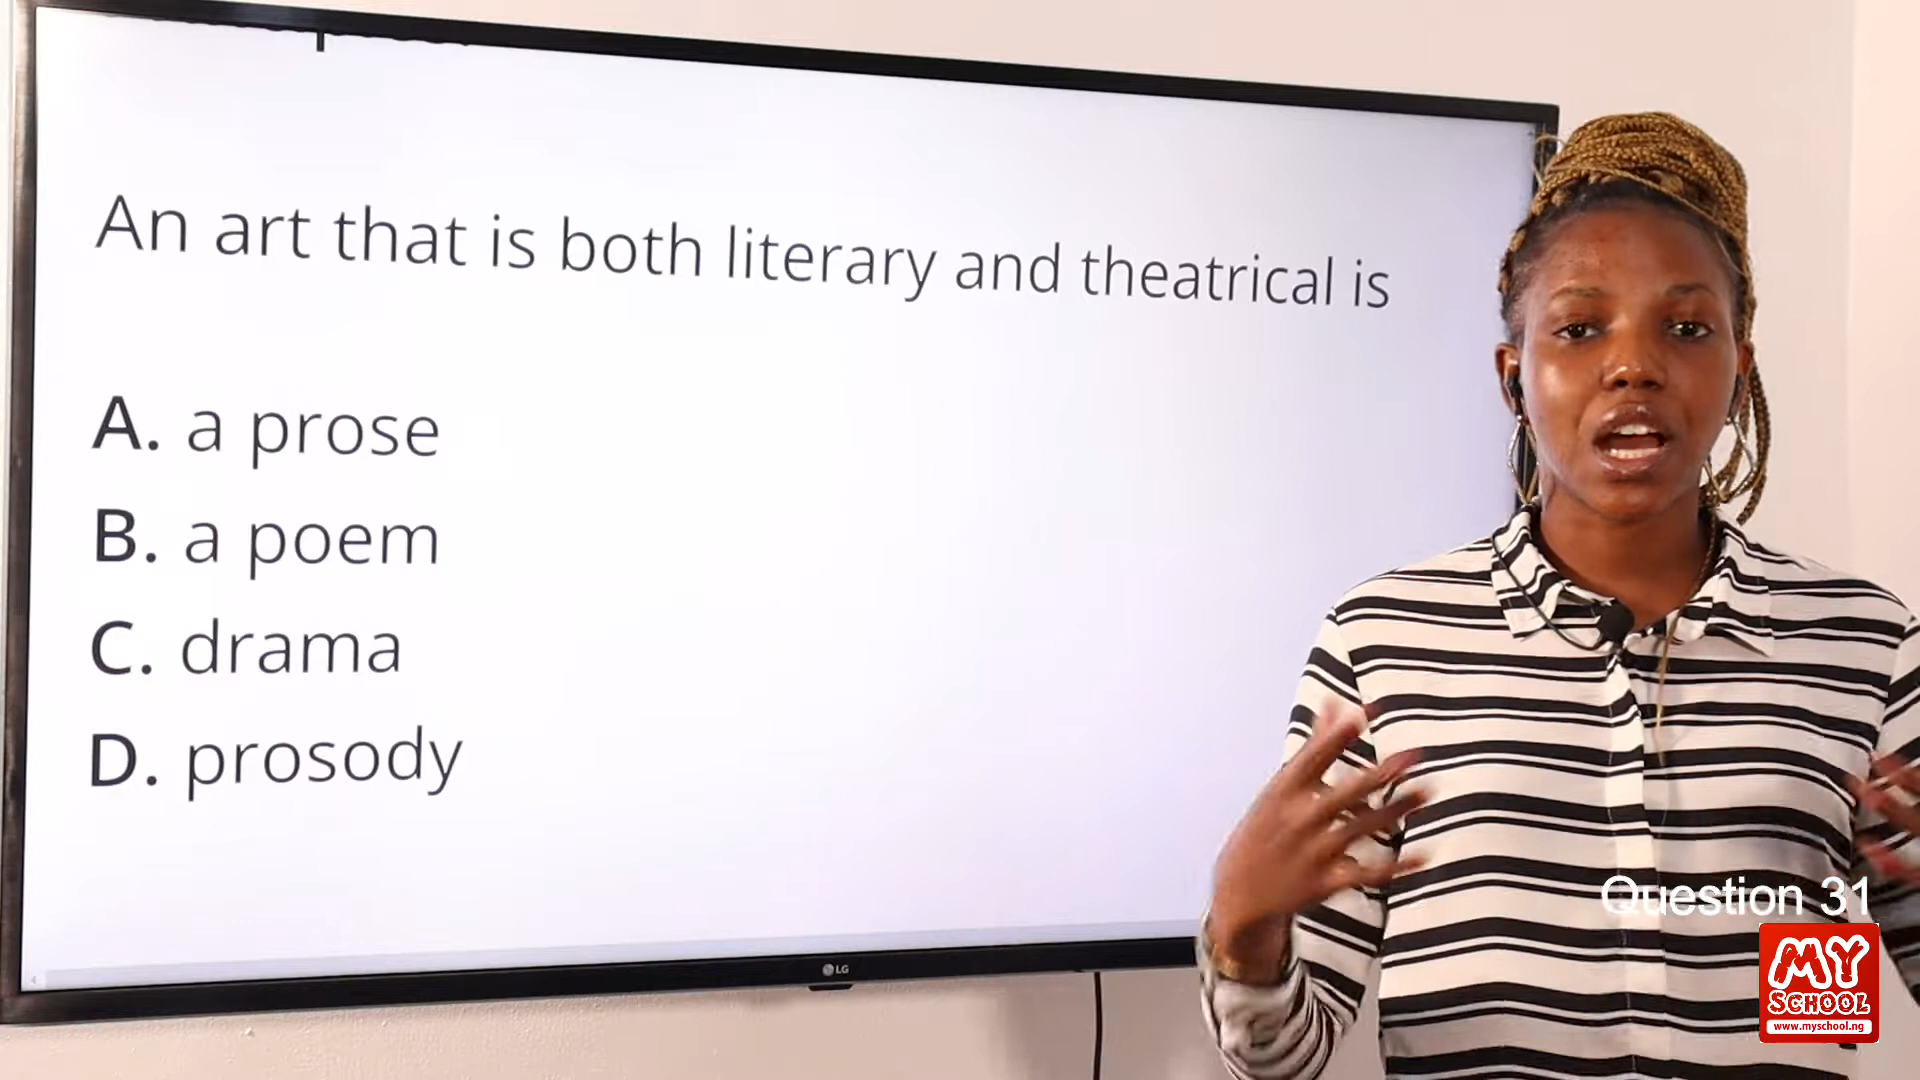 An art that is both literary and theatrical is
A. a prose
B. a poem
C. drama
D. prosody
LG
Question 31
MY
SCHOOL
www.myschool.ng